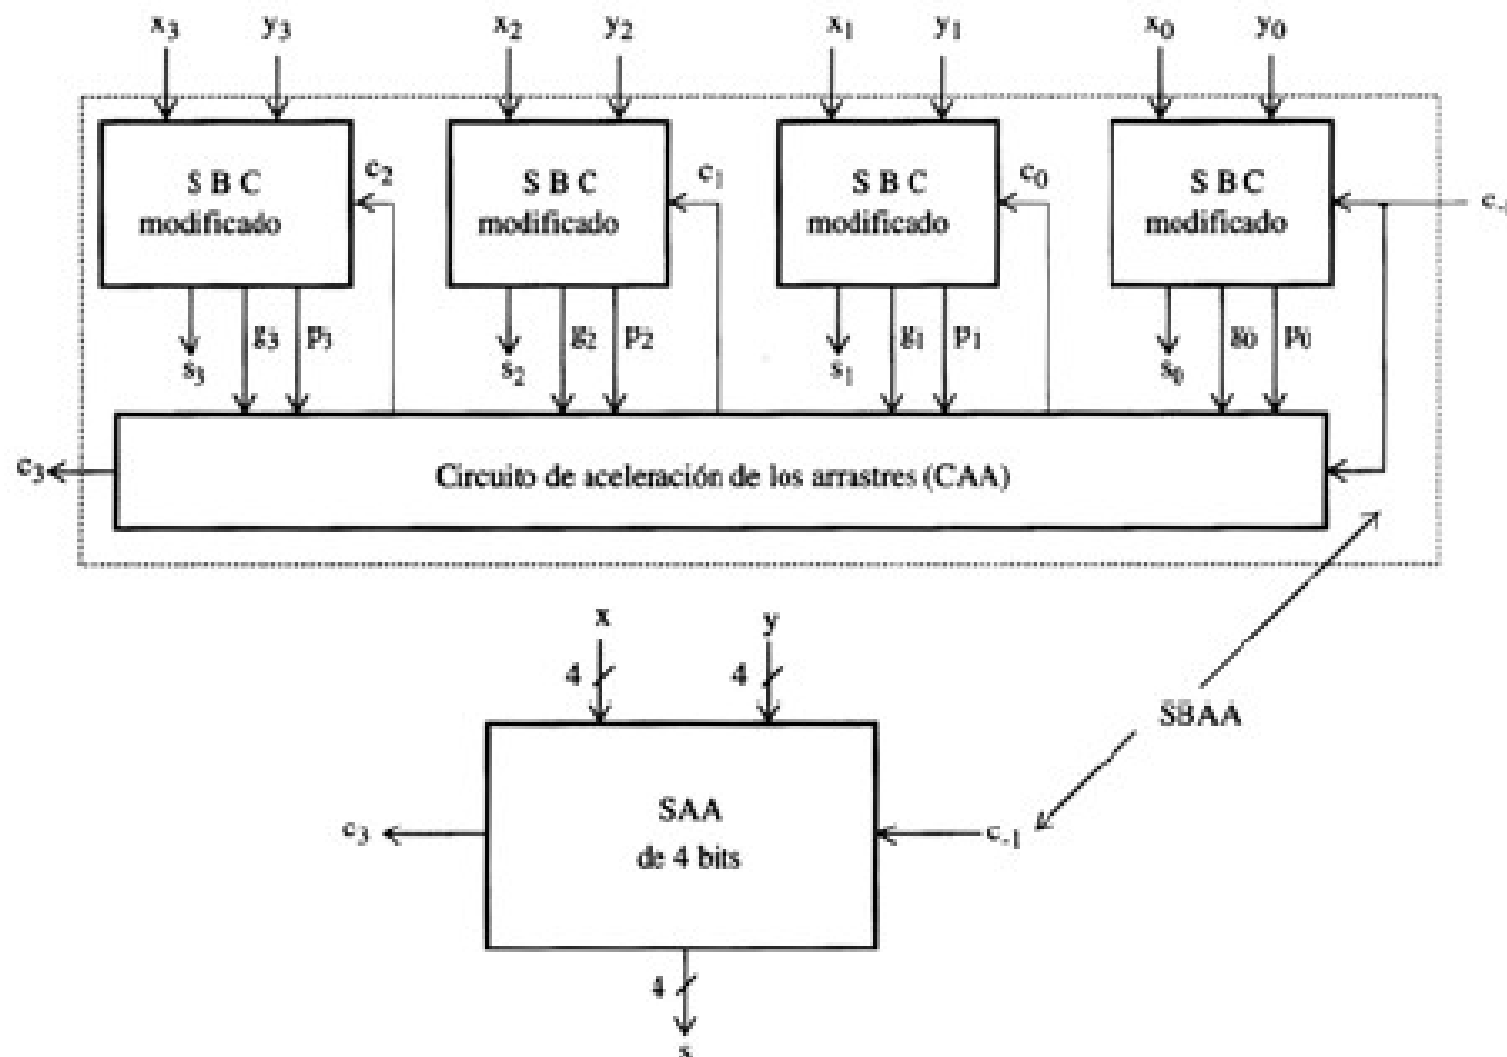 x₃ y₃ x₂ y₂ x₁ y₁ x₀ y₀
S B C modificado
c₂
S B C modificado
c₁
S B C modificado
c₀
S B C modificado
s₃ g₃ p₃ s₂ g₂ p₂ s₁ g₁ p₁ s₀ g₀ p₀
c₃
Circuito de aceleración de los arrastres (CAA)
x y
4 4
SBAA
SAA
c₃ c₋₁
de 4 bits
4
s